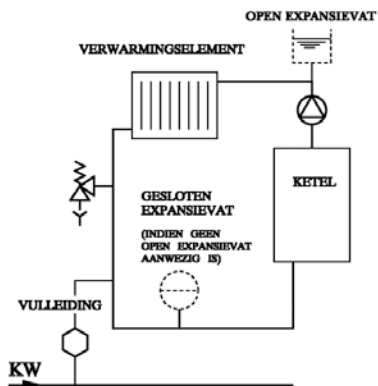 OPEN EXPANSIEVAT
VERWARMINGSELEMENT
KETEL
GESLOTEN
EXPANSIEVAT
(INDIEN GEEN
OPEN EXPANSIEVAT
AANWEZIG IS)
VULLEIDING
KW